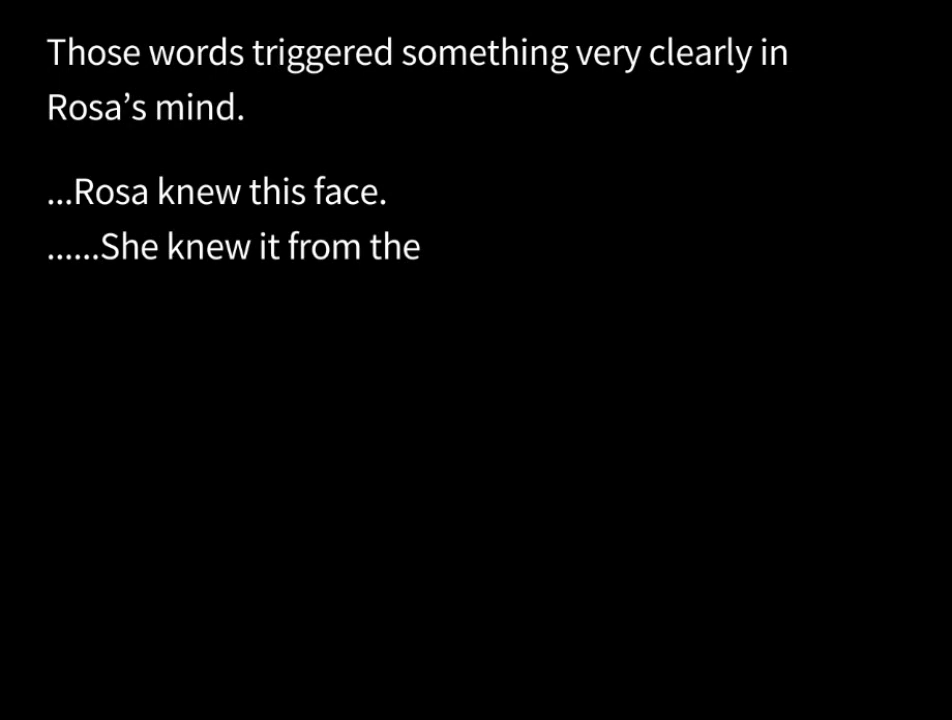 Those words triggered something very clearly in
Rosa’s mind.
...Rosa knew this face.
......She knew it from the